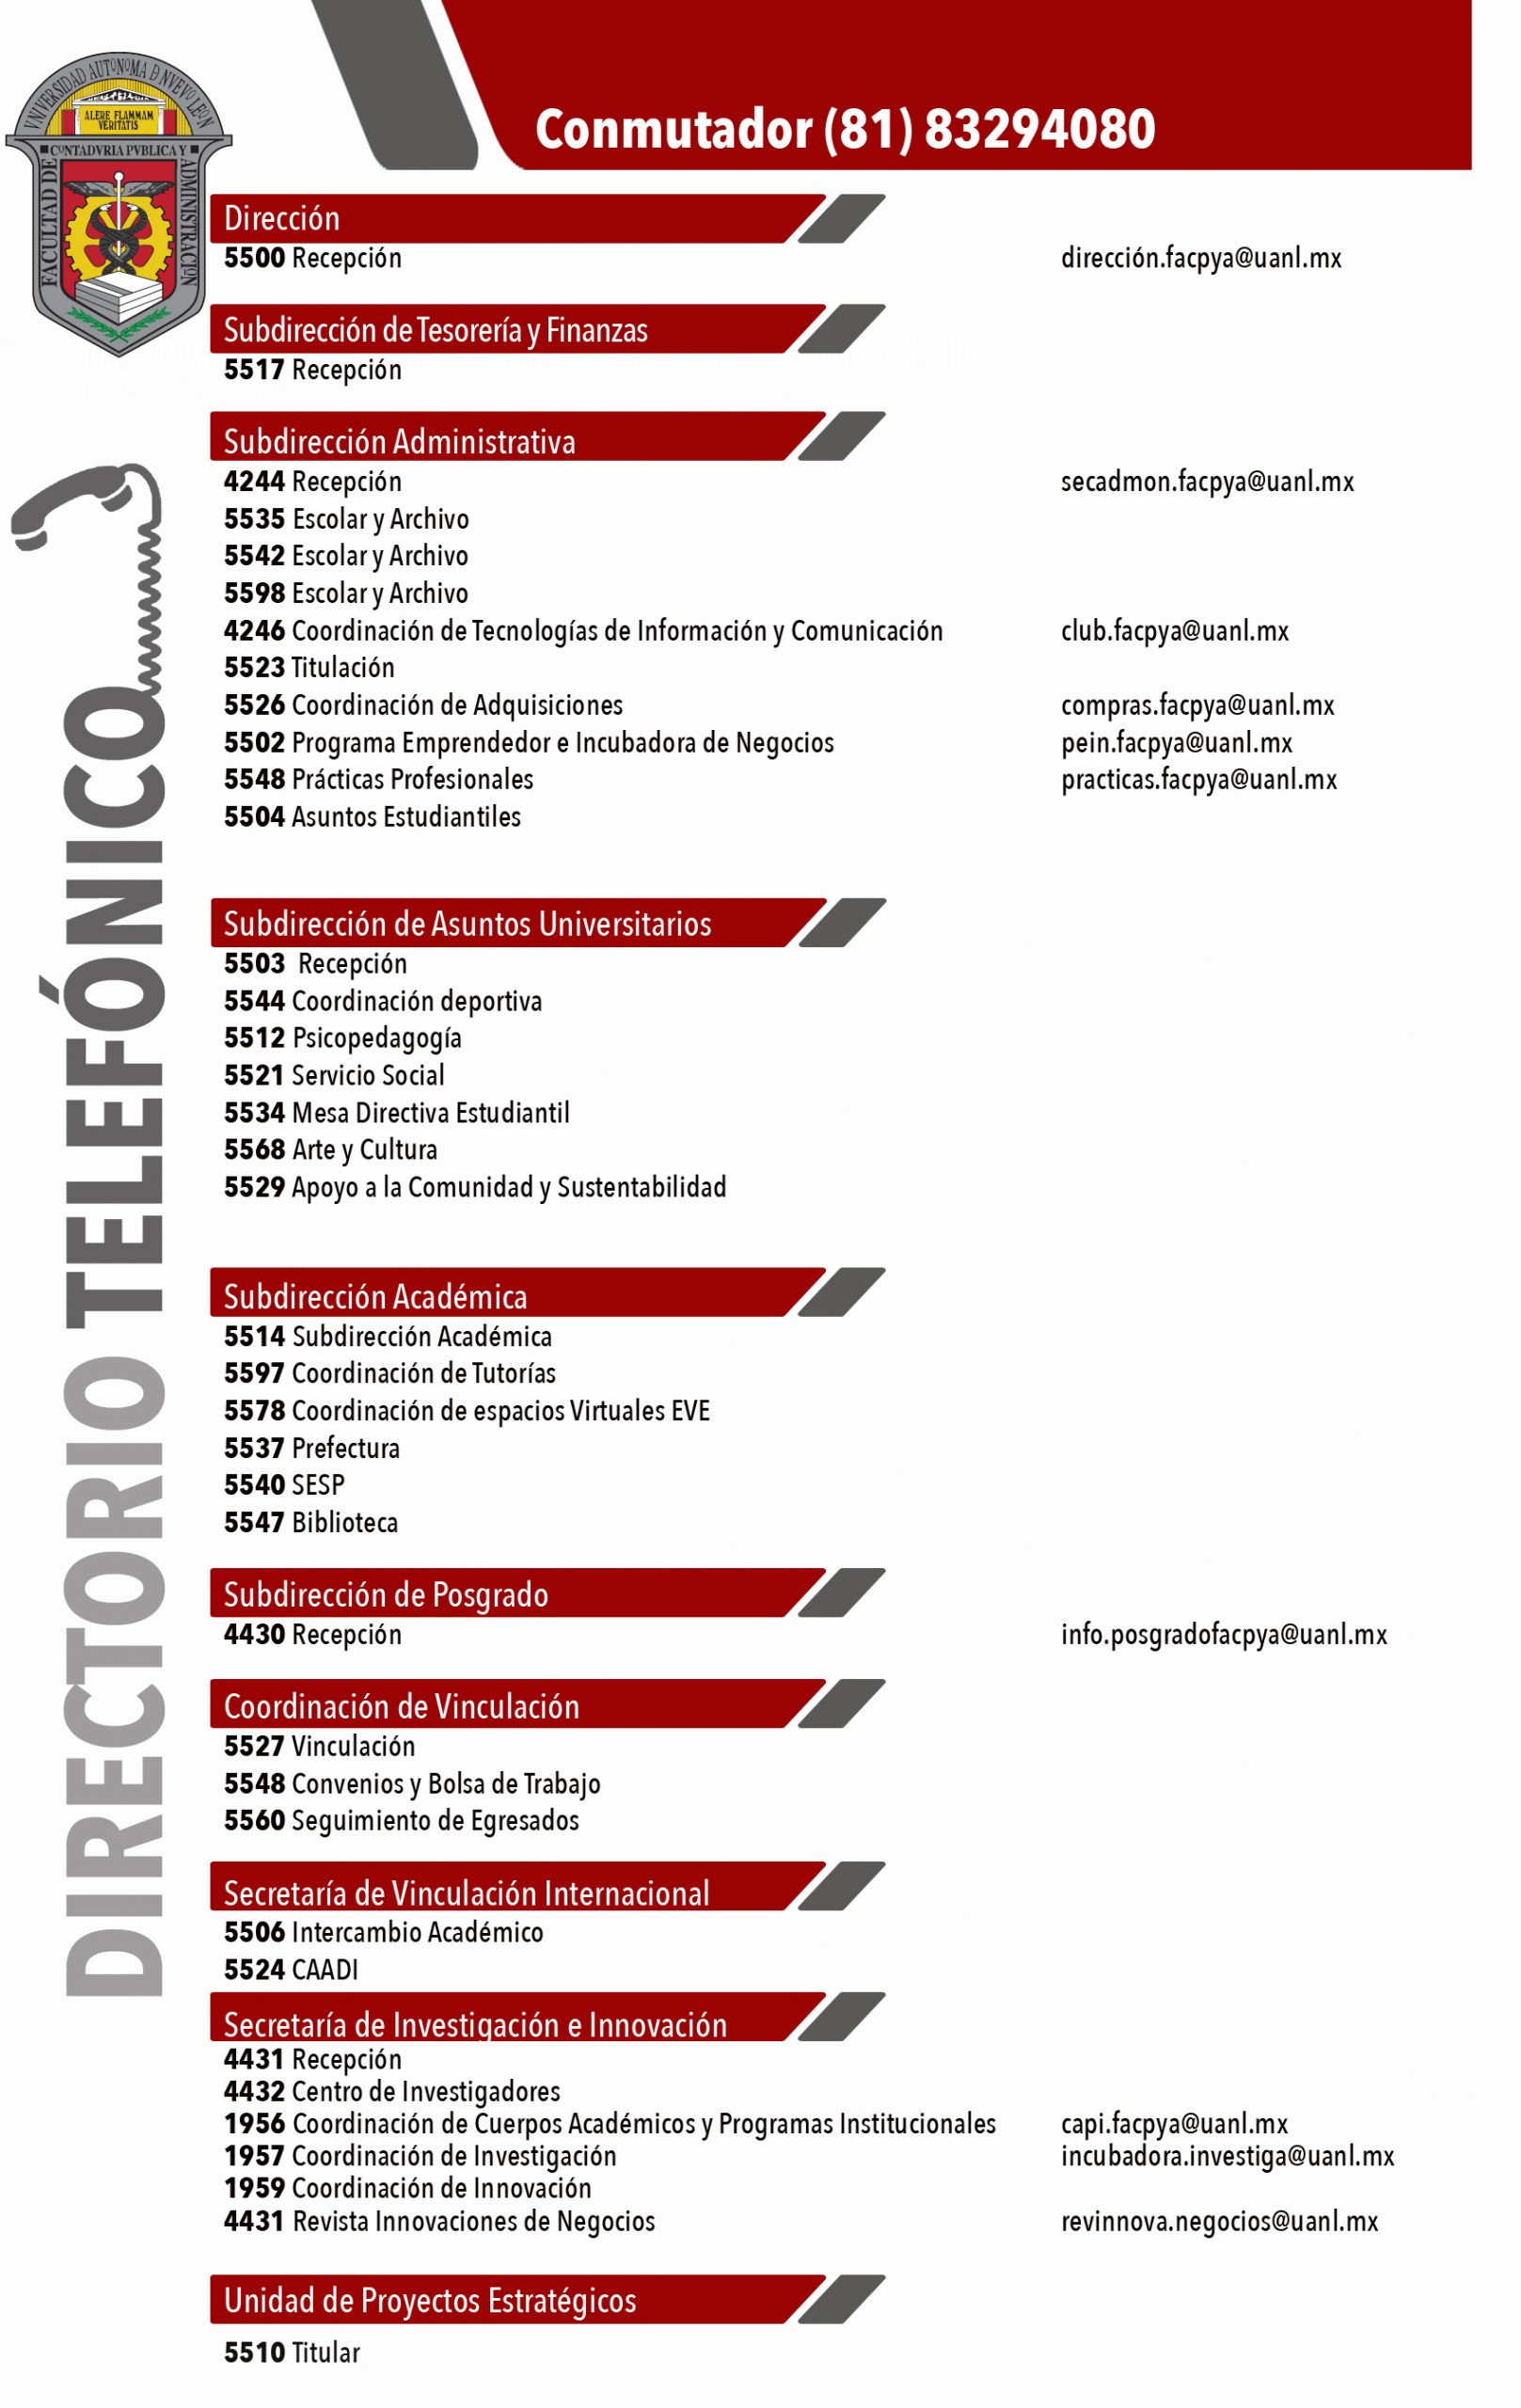 UNIVERSIDAD AUTONOMA D NVEVO LEON
ALERE FLAMMAM
VERITATIS
CONTADVRIA PVBLICA Y
FACULTAD DE
ADMINISTRACION
Conmutador (81) 83294080
DIRECTORIO TELEFÓNICO
Dirección
5500 Recepción dirección.facpya@uanl.mx
Subdirección de Tesorería y Finanzas
5517 Recepción
Subdirección Administrativa
4244 Recepción secadmon.facpya@uanl.mx
5535 Escolar y Archivo
5542 Escolar y Archivo
5598 Escolar y Archivo
4246 Coordinación de Tecnologías de Información y Comunicación club.facpya@uanl.mx
5523 Titulación
5526 Coordinación de Adquisiciones compras.facpya@uanl.mx
5502 Programa Emprendedor e Incubadora de Negocios pein.facpya@uanl.mx
5548 Prácticas Profesionales practicas.facpya@uanl.mx
5504 Asuntos Estudiantiles
Subdirección de Asuntos Universitarios
5503 Recepción
5544 Coordinación deportiva
5512 Psicopedagogía
5521 Servicio Social
5534 Mesa Directiva Estudiantil
5568 Arte y Cultura
5529 Apoyo a la Comunidad y Sustentabilidad
Subdirección Académica
5514 Subdirección Académica
5597 Coordinación de Tutorías
5578 Coordinación de espacios Virtuales EVE
5537 Prefectura
5540 SESP
5547 Biblioteca
Subdirección de Posgrado
4430 Recepción info.posgradofacpya@uanl.mx
Coordinación de Vinculación
5527 Vinculación
5548 Convenios y Bolsa de Trabajo
5560 Seguimiento de Egresados
Secretaría de Vinculación Internacional
5506 Intercambio Académico
5524 CAADI
Secretaría de Investigación e Innovación
4431 Recepción
4432 Centro de Investigadores
1956 Coordinación de Cuerpos Académicos y Programas Institucionales capi.facpya@uanl.mx
1957 Coordinación de Investigación incubadora.investiga@uanl.mx
1959 Coordinación de Innovación
4431 Revista Innovaciones de Negocios revinnova.negocios@uanl.mx
Unidad de Proyectos Estratégicos
5510 Titular